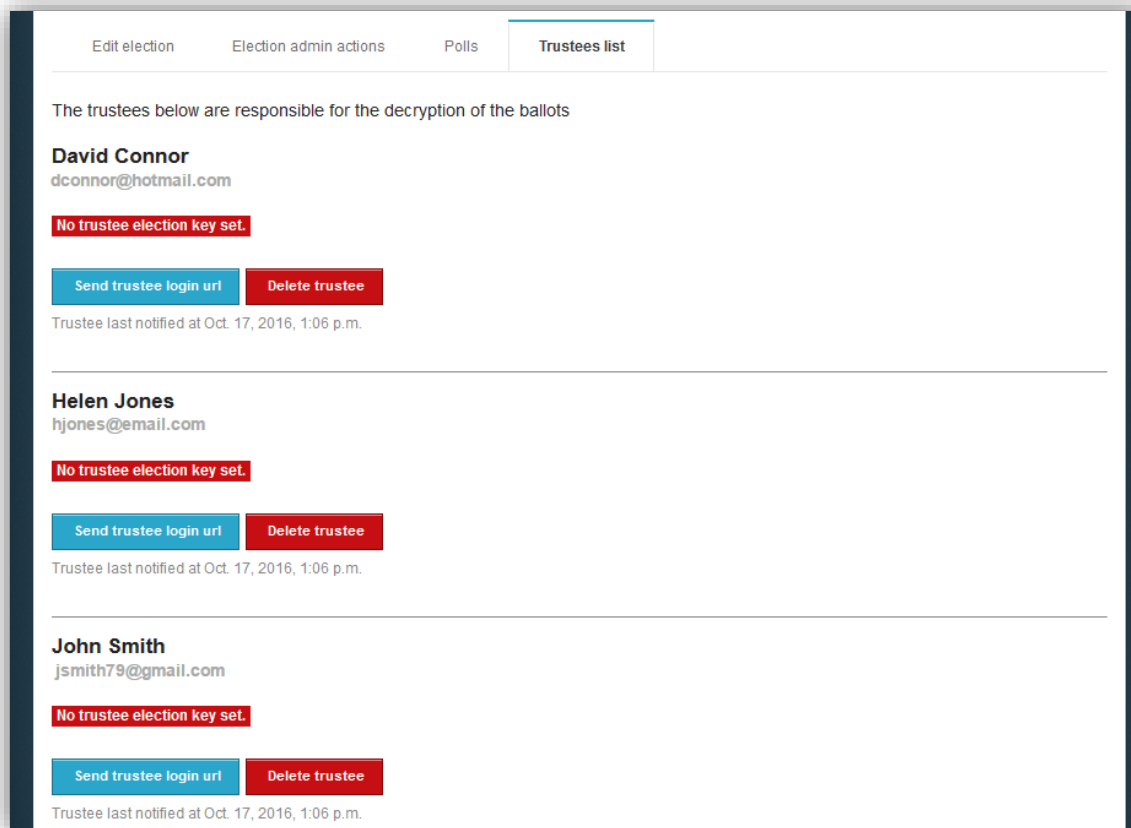 Edit election Election admin actions Polls Trustees list
The trustees below are responsible for the decryption of the ballots
David Connor
dconnor@hotmail.com
No trustee election key set.
Send trustee login url Delete trustee
Trustee last notified at Oct. 17, 2016, 1:06 p.m.
Helen Jones
hjones@email.com
No trustee election key set.
Send trustee login url Delete trustee
Trustee last notified at Oct. 17, 2016, 1:06 p.m.
John Smith
jsmith79@gmail.com
No trustee election key set.
Send trustee login url Delete trustee
Trustee last notified at Oct. 17, 2016, 1:06 p.m.